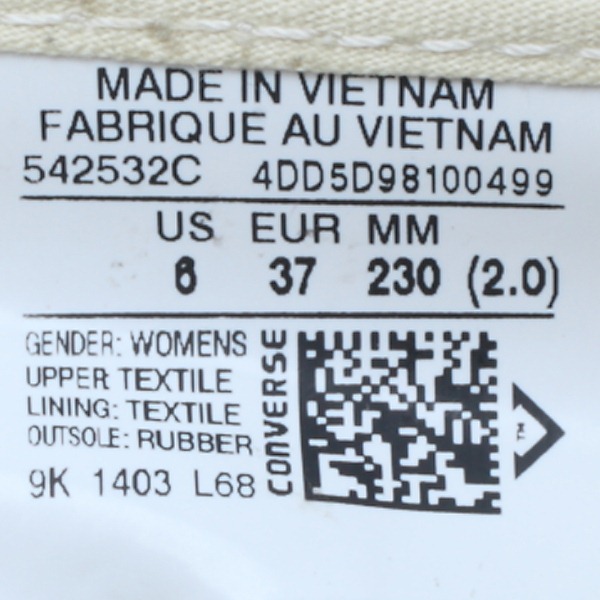 MADE IN VIETNAM
FABRIQUE AU VIETNAM
542532C 4DD5D98100499
US EUR MM
6 37 230 (2.0)
GENDER: WOMENS
UPPER TEXTILE
LINING: TEXTILE
OUTSOLE: RUBBER
9K 1403 L68
CONVERSE
TM